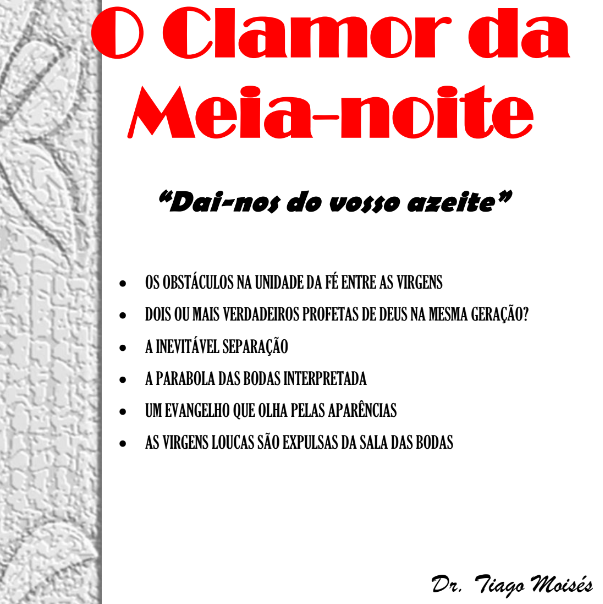 O Clamor da
Meia-noite
“Dai-nos do vosso azeite”
• OS OBSTÁCULOS NA UNIDADE DA FÉ ENTRE AS VIRGENS
• DOIS OU MAIS VERDADEIROS PROFETAS DE DEUS NA MESMA GERAÇÃO?
• A INEVITÁVEL SEPARAÇÃO
• A PARABOLA DAS BODAS INTERPRETADA
• UM EVANGELHO QUE OLHA PELAS APARÊNCIAS
• AS VIRGENS LOUCAS SÃO EXPULSAS DA SALA DAS BODAS
Dr. Tiago Moisés